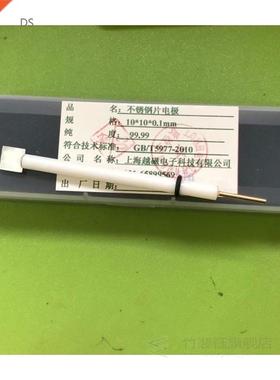 DS
品 名: 不锈钢片电极
规 格: 10*10*0.1mm
纯 度: 99.99
符合技术标准: GB/T5977-2010
公司名称: 上海越磁电子科技有限公司
出厂日期: